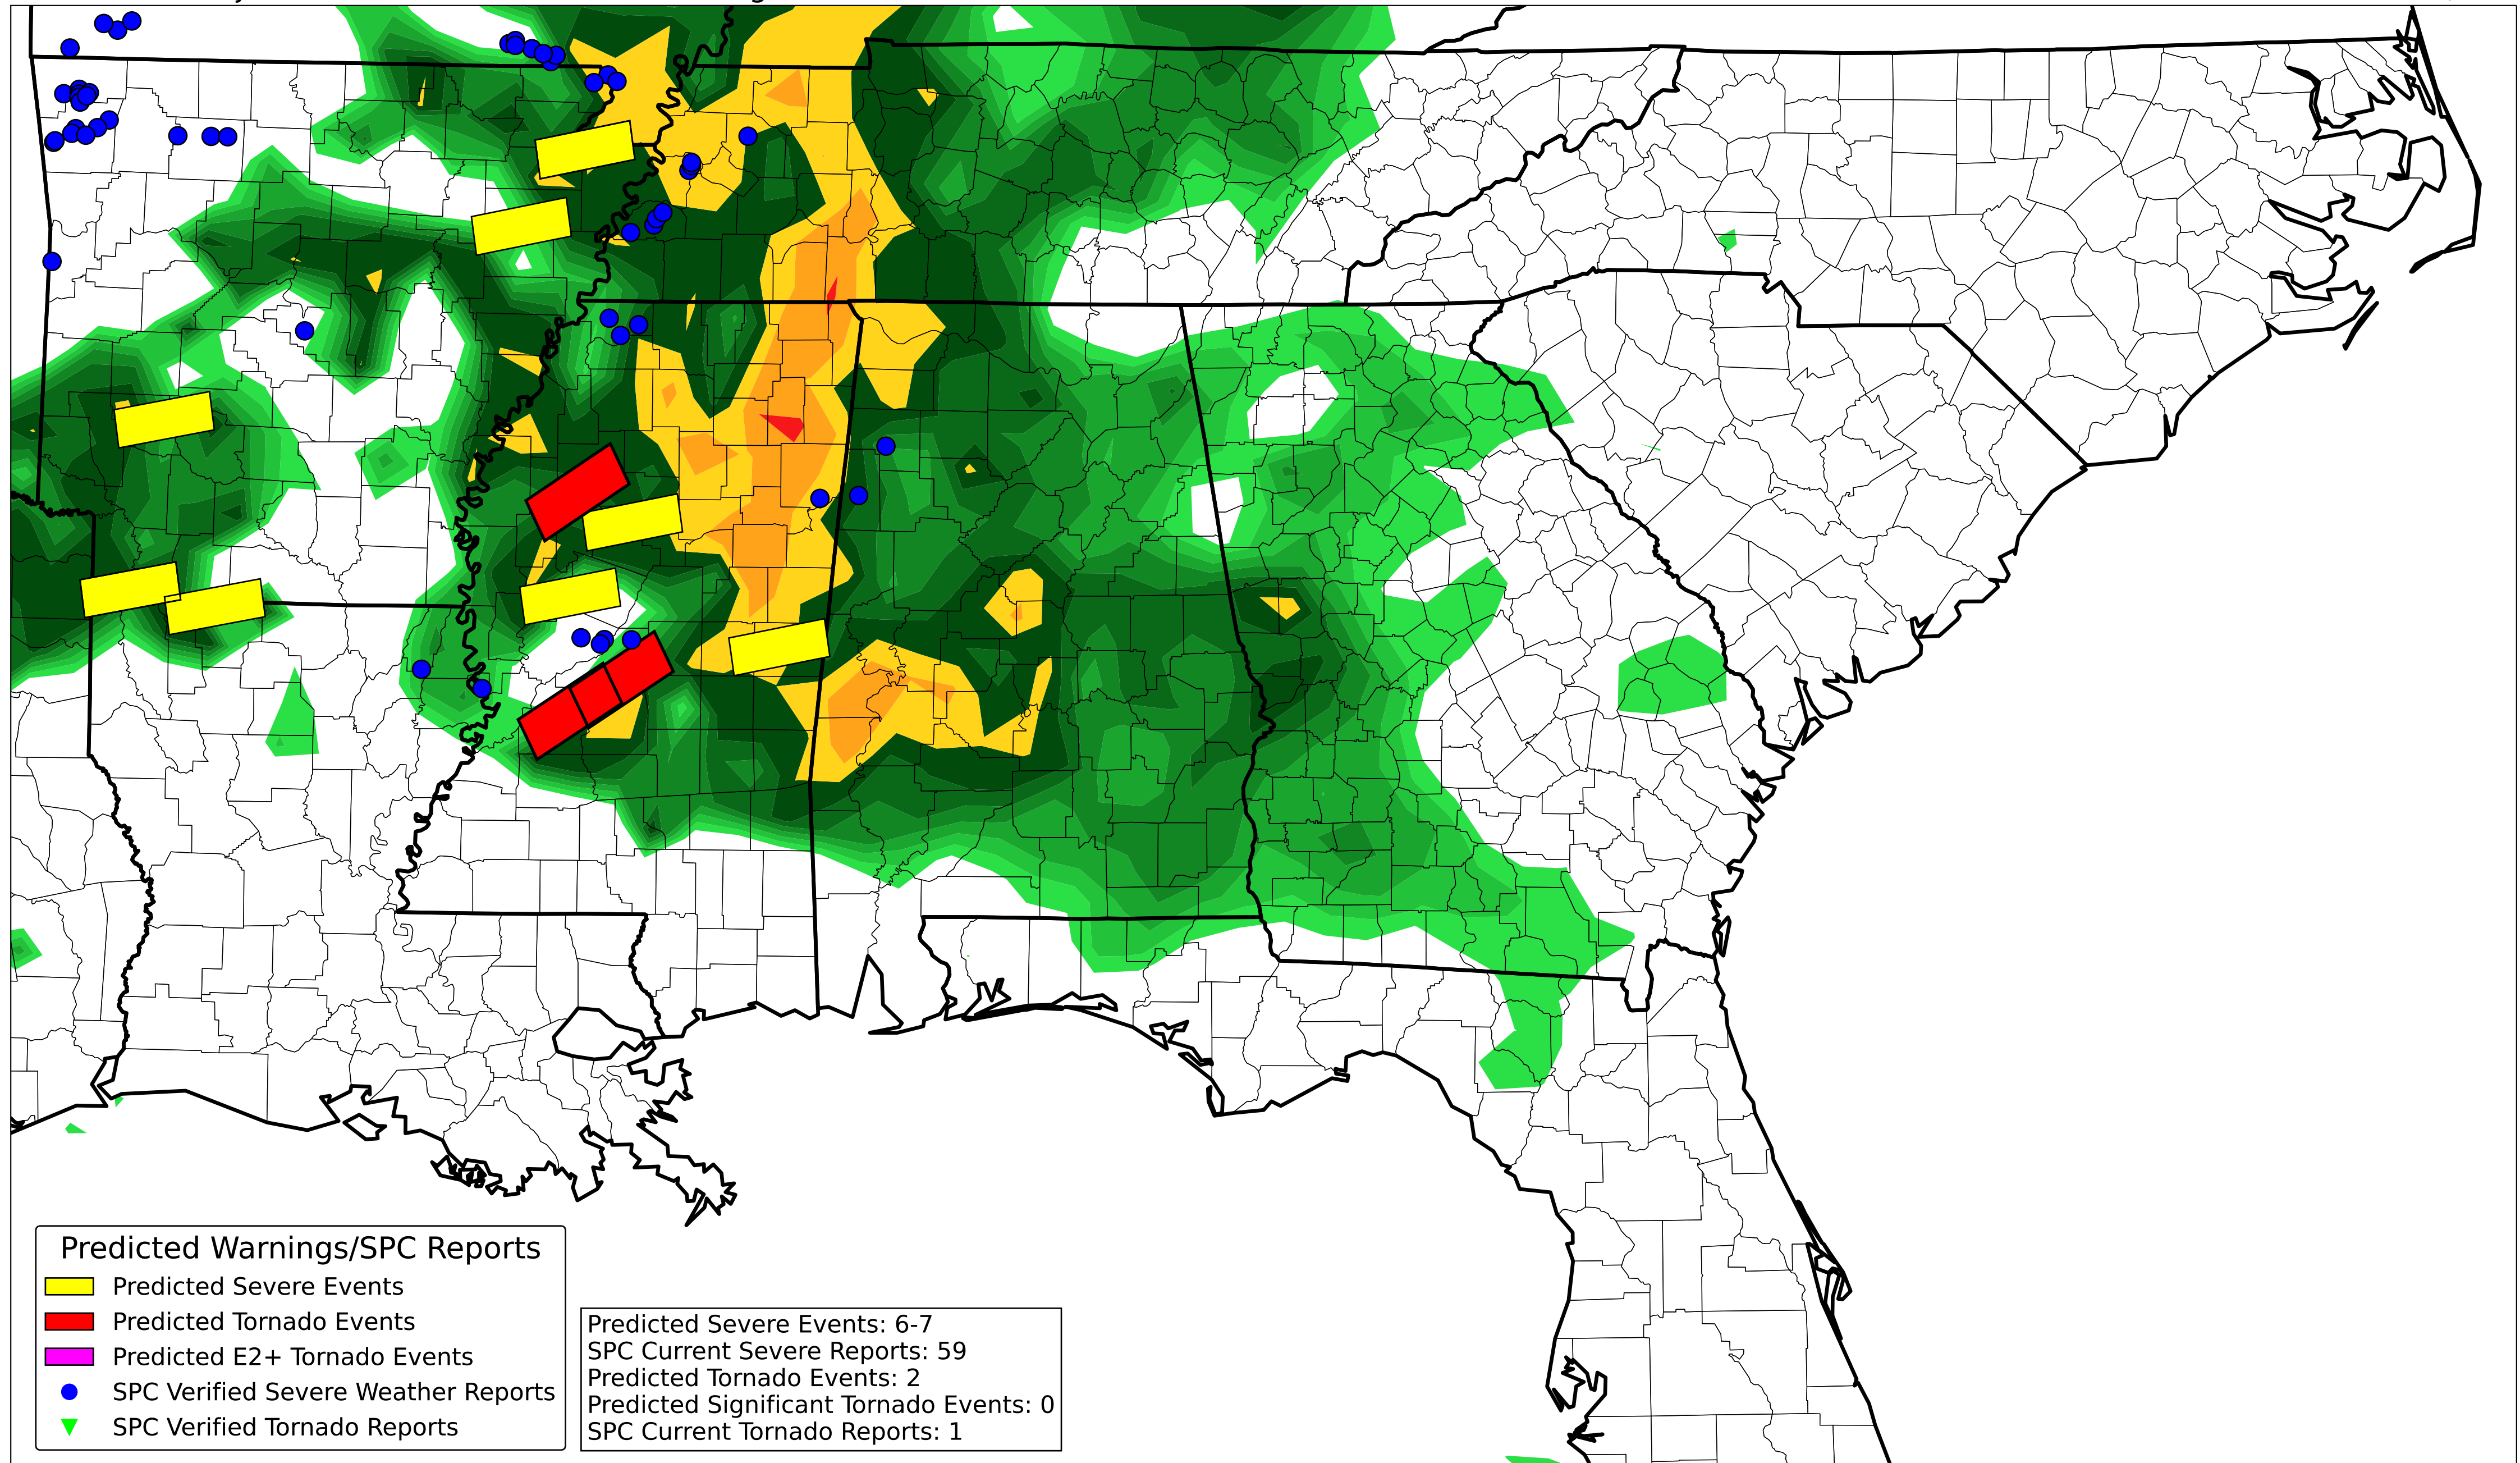 Predicted Warnings/SPC Reports
Predicted Severe Events
Predicted Tornado Events
Predicted E2+ Tornado Events
SPC Verified Severe Weather Reports
SPC Verified Tornado Reports
Predicted Severe Events: 6-7
SPC Current Severe Reports: 59
Predicted Tornado Events: 2
Predicted Significant Tornado Events: 0
SPC Current Tornado Reports: 1